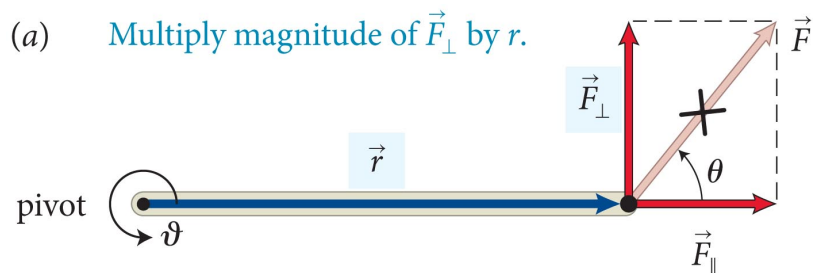 (a) Multiply magnitude of F⃗⊥ by r.
F⃗
F⃗⊥
r⃗
θ
pivot
ϑ
F⃗∥